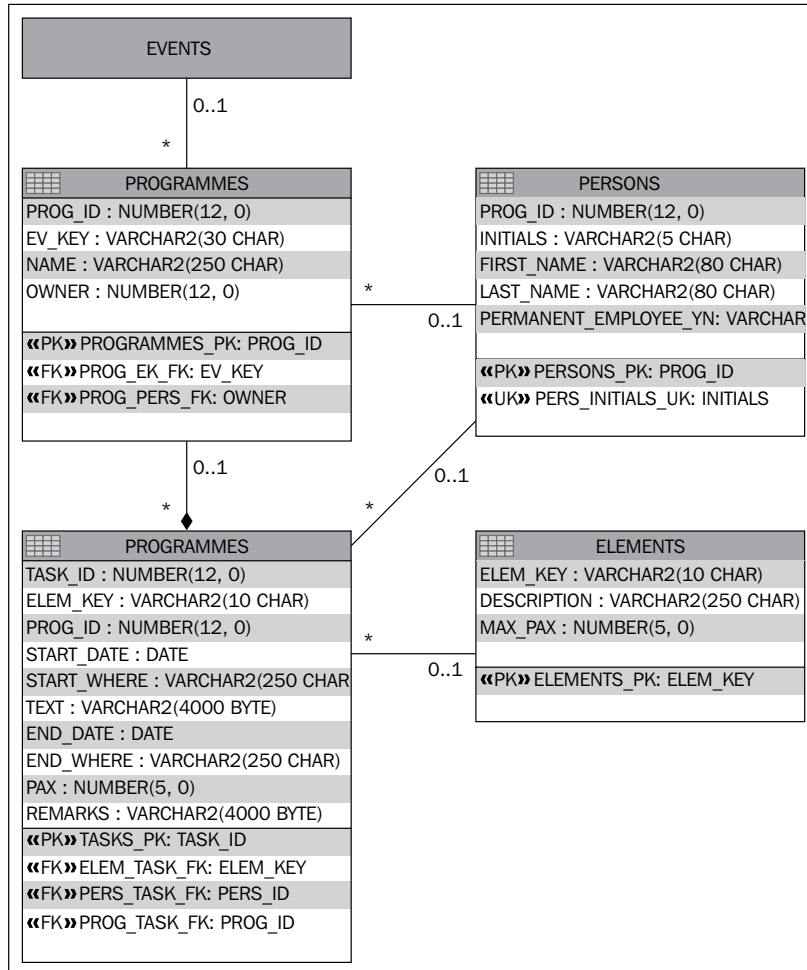 EVENTS
0..1
*
PROGRAMMES
PROG_ID : NUMBER(12, 0)
EV_KEY : VARCHAR2(30 CHAR)
NAME : VARCHAR2(250 CHAR)
OWNER : NUMBER(12, 0)
«PK» PROGRAMMES_PK: PROG_ID
«FK» PROG_EK_FK: EV_KEY
«FK» PROG_PERS_FK: OWNER
*
0..1
PERSONS
PROG_ID : NUMBER(12, 0)
INITIALS : VARCHAR2(5 CHAR)
FIRST_NAME : VARCHAR2(80 CHAR)
LAST_NAME : VARCHAR2(80 CHAR)
PERMANENT_EMPLOYEE_YN: VARCHAR
«PK» PERSONS_PK: PROG_ID
«UK» PERS_INITIALS_UK: INITIALS
0..1
*
0..1
*
PROGRAMMES
TASK_ID : NUMBER(12, 0)
ELEM_KEY : VARCHAR2(10 CHAR)
PROG_ID : NUMBER(12, 0)
START_DATE : DATE
START_WHERE : VARCHAR2(250 CHAR
TEXT : VARCHAR2(4000 BYTE)
END_DATE : DATE
END_WHERE : VARCHAR2(250 CHAR)
PAX : NUMBER(5, 0)
REMARKS : VARCHAR2(4000 BYTE)
«PK» TASKS_PK: TASK_ID
«FK» ELEM_TASK_FK: ELEM_KEY
«FK» PERS_TASK_FK: PERS_ID
«FK» PROG_TASK_FK: PROG_ID
*
0..1
ELEMENTS
ELEM_KEY : VARCHAR2(10 CHAR)
DESCRIPTION : VARCHAR2(250 CHAR)
MAX_PAX : NUMBER(5, 0)
«PK» ELEMENTS_PK: ELEM_KEY